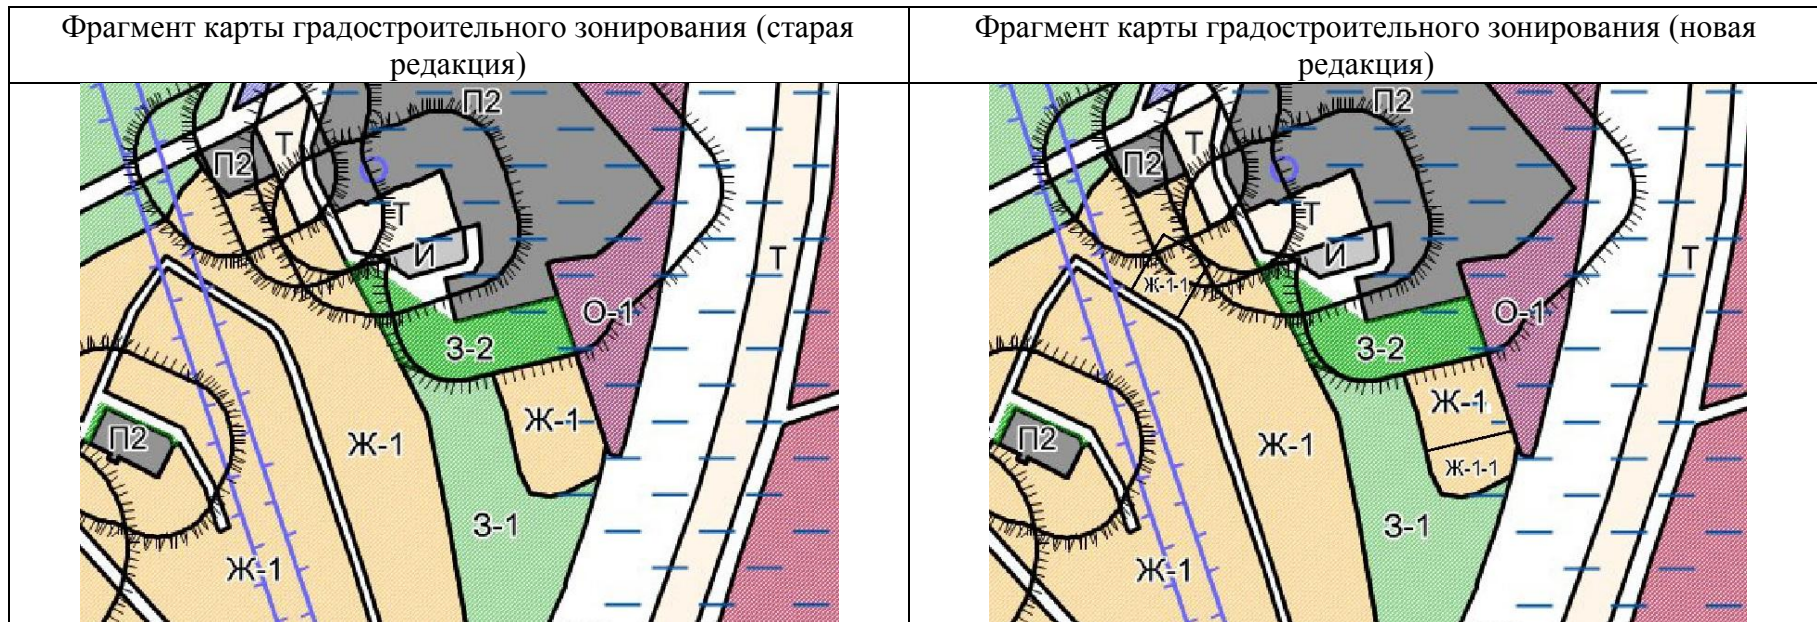 Фрагмент карты градостроительного зонирования (старая
редакция)
Фрагмент карты градостроительного зонирования (новая
редакция)
П2
Т
П2
Т
И
Т
О-1
З-2
Ж-1
Ж-1
П2
З-1
Ж-1
П2
Т
П2
Т
И
Т
Ж-1-1
О-1
З-2
Ж-1
Ж-1
П2
Ж-1-1
З-1
Ж-1